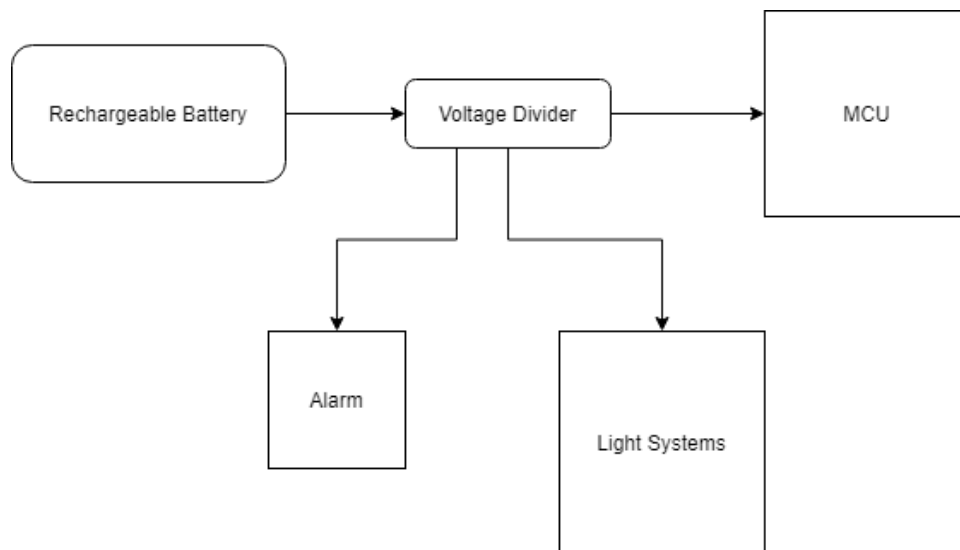 Rechargeable Battery
Voltage Divider
MCU
Alarm
Light Systems